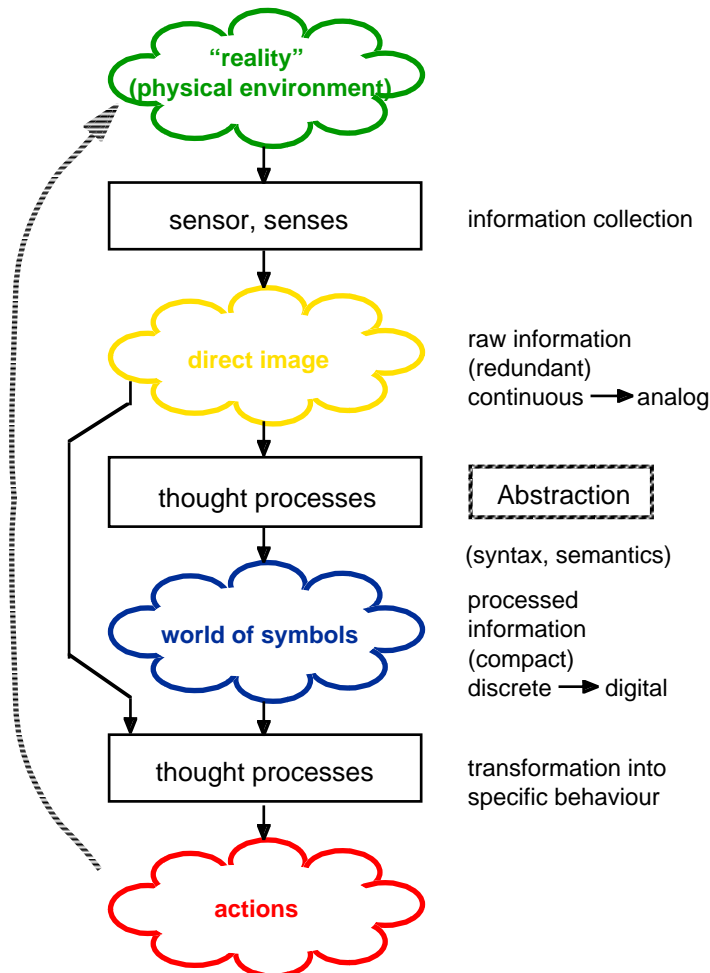 “reality”
(physical environment)
sensor, senses
information collection
direct image
raw information
(redundant)
continuous analog
thought processes
Abstraction
(syntax, semantics)
world of symbols
processed
information
(compact)
discrete digital
thought processes
transformation into
specific behaviour
actions